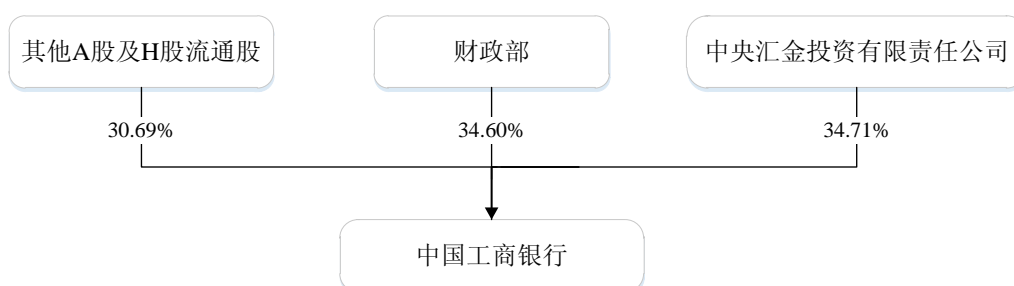 其他A股及H股流通股
财政部
中央汇金投资有限责任公司
30.69%
34.60%
34.71%
中国工商银行